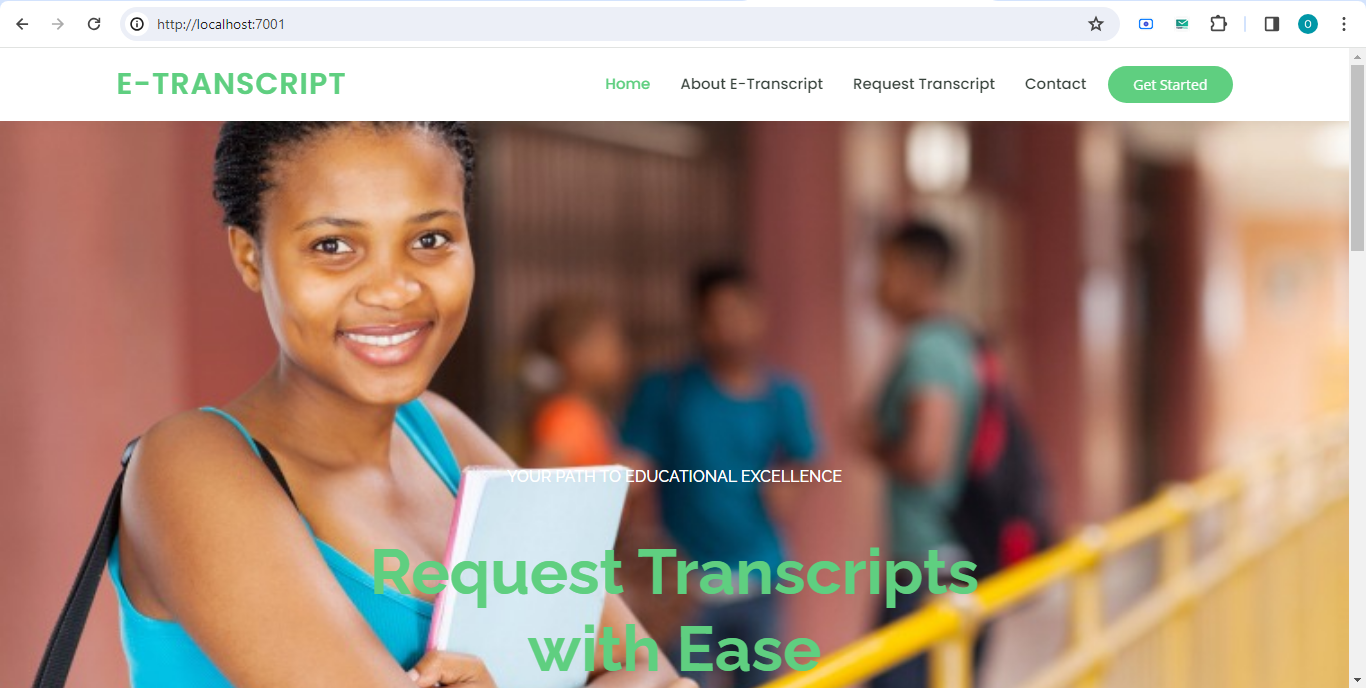 http://localhost:7001
O
E-TRANSCRIPT
Home
About E-Transcript
Request Transcript
Contact
Get Started
YOUR PATH TO EDUCATIONAL EXCELLENCE
Request Transcripts
with Ease